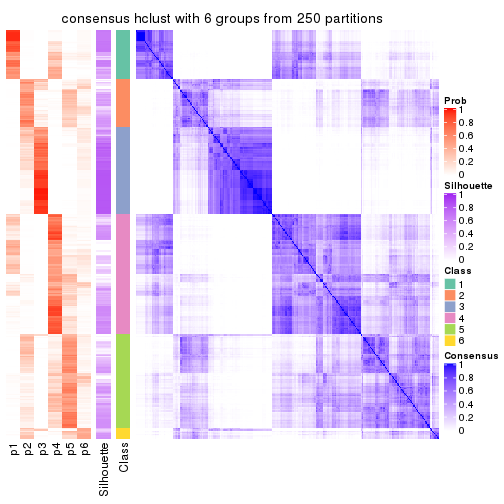 consensus hclust with 6 groups from 250 partitions
Prob
1
0.8
0.6
0.4
0.2
0
Silhouette
1
0.8
0.6
0.4
0.2
0
Class
1
2
3
4
5
6
Consensus
1
0.8
0.6
0.4
0.2
0
p1
p2
p3
p4
p5
p6
Silhouette
Class